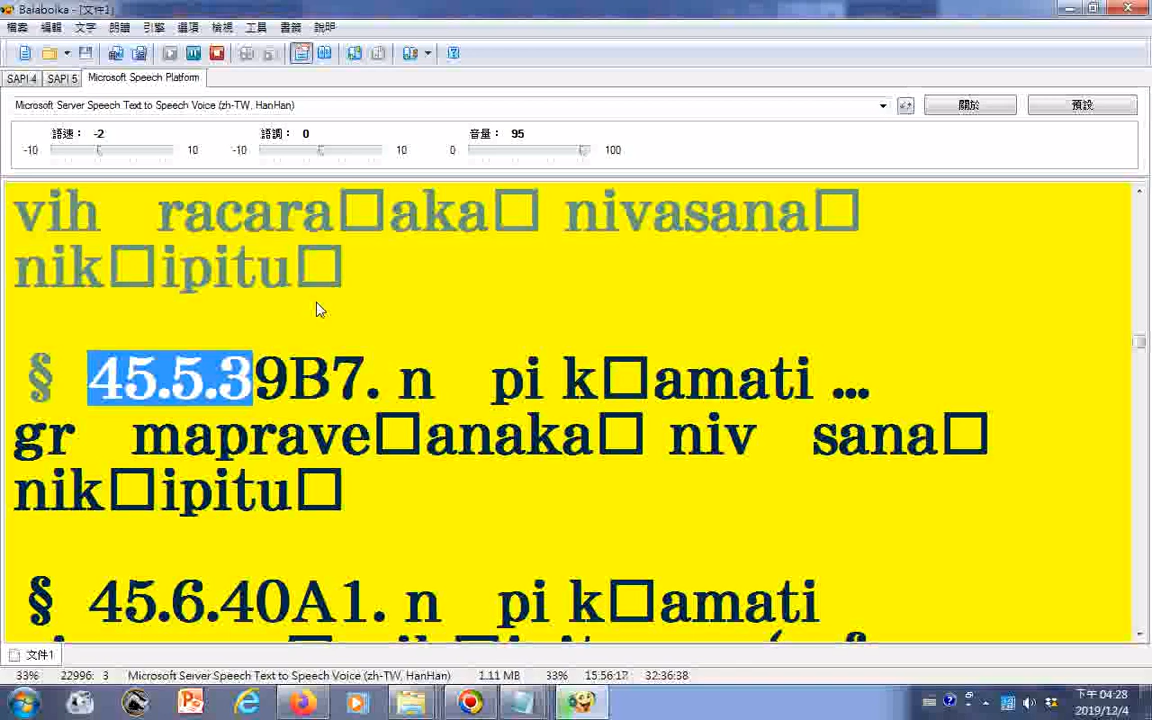 Balabolka - [文件1]
檔案 編輯 文字 朗讀 引擎 選項 檢視 工具 書籤 說明
SAPI 4 SAPI 5 Microsoft Speech Platform
Microsoft Server Speech Text to Speech Voice (zh-TW, HanHan) 關於 預設
語速： -2 語調： 0 音量： 95
-10 10 -10 10 0 100
vih racara□aka□ nivasana□
nik□ipitu□
§ 45.5.39B7. n pi k□amati ...
gr maprave□anaka□ niv sana□
nik□ipitu□
§ 45.6.40A1. n pi k□amati
文件1
33% 22996: 3 Microsoft Server Speech Text to Speech Voice (zh-TW, HanHan) 1.11 MB 33% 15:56:17 32:36:38
下午 04:28
2019/12/4